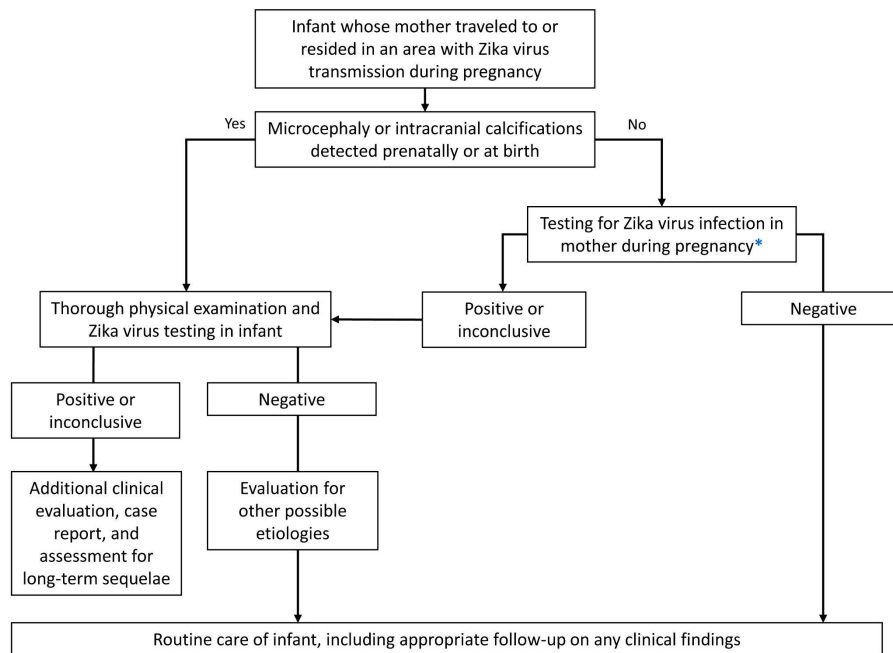 Infant whose mother traveled to or
resided in an area with Zika virus
transmission during pregnancy
Yes
Microcephaly or intracranial calcifications
detected prenatally or at birth
No
Testing for Zika virus infection in
mother during pregnancy*
Thorough physical examination and
Zika virus testing in infant
Positive or
inconclusive
Negative
Positive or
inconclusive
Negative
Additional clinical
evaluation, case
report, and
assessment for
long-term sequelae
Evaluation for
other possible
etiologies
Routine care of infant, including appropriate follow-up on any clinical findings